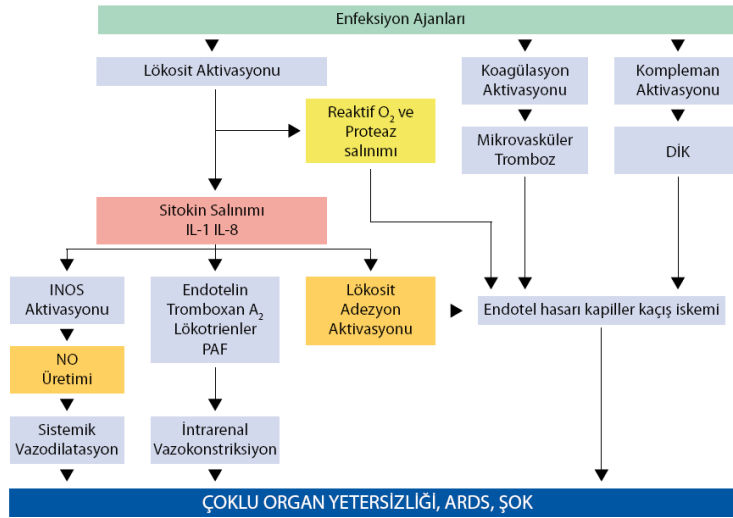 Enfeksiyon Ajanları
Lökosit Aktivasyonu
Koagülasyon
Aktivasyonu
Kompleman
Aktivasyonu
Reaktif O₂ ve
Proteaz
salınımı
Mikrovasküler
Tromboz
DİK
Sitokin Salınımı
IL-1 IL-8
INOS
Aktivasyonu
Endotelin
Tromboxan A₂
Lökotrienler
PAF
Lökosit
Adezyon
Aktivasyonu
Endotel hasarı kapiller kaçış iskemi
NO
Üretimi
Sistemik
Vazodilatasyon
İntrarenal
Vazokonstriksiyon
ÇOKLU ORGAN YETERSİZLİĞİ, ARDS, ŞOK